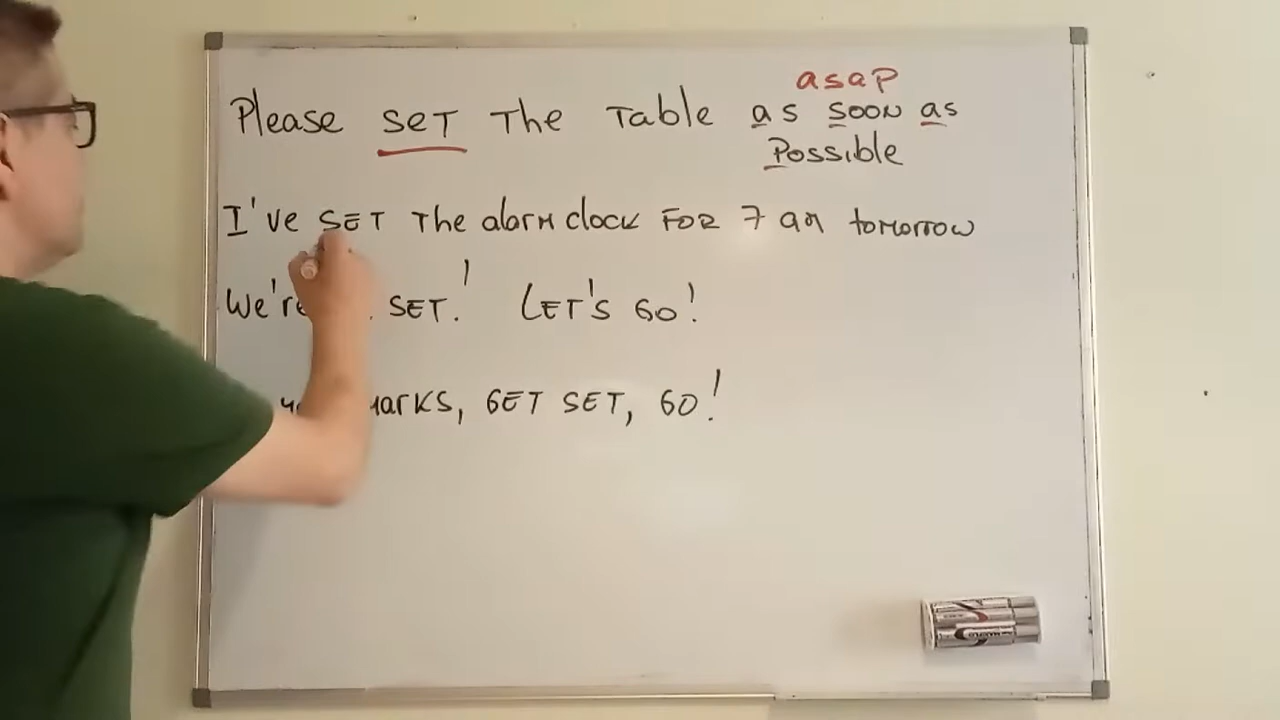 asap
Please SET The Table as soon as
Possible
I've SET The alarm clock FOR 7 am tomorrow
We're SET! LET'S GO!
marks, GET SET, GO!